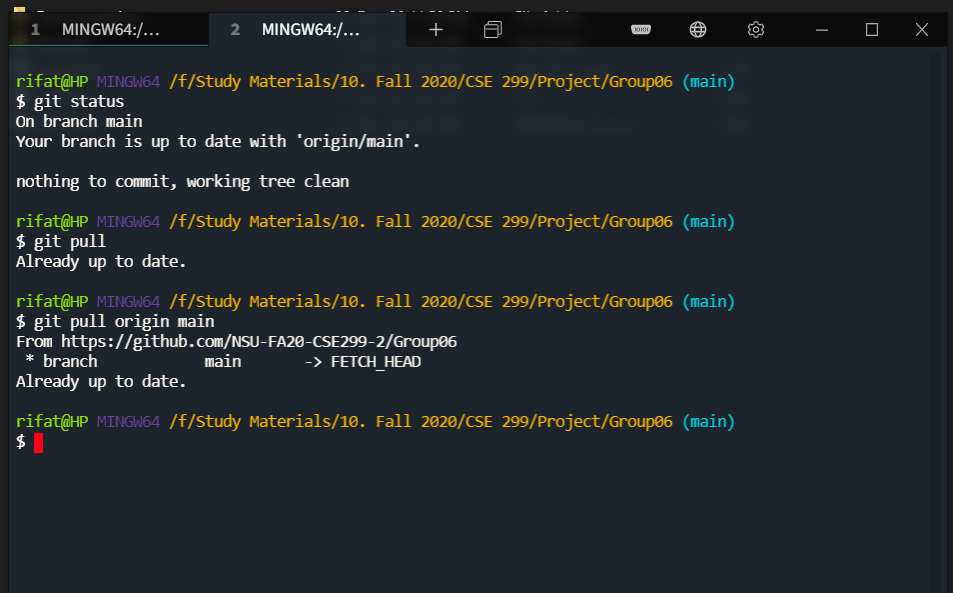 1 MINGW64:/... 2 MINGW64:/...
rifat@HP MINGW64 /f/Study Materials/10. Fall 2020/CSE 299/Project/Group06 (main)
$ git status
On branch main
Your branch is up to date with 'origin/main'.
nothing to commit, working tree clean
rifat@HP MINGW64 /f/Study Materials/10. Fall 2020/CSE 299/Project/Group06 (main)
$ git pull
Already up to date.
rifat@HP MINGW64 /f/Study Materials/10. Fall 2020/CSE 299/Project/Group06 (main)
$ git pull origin main
From https://github.com/NSU-FA20-CSE299-2/Group06
 * branch            main       -> FETCH_HEAD
Already up to date.
rifat@HP MINGW64 /f/Study Materials/10. Fall 2020/CSE 299/Project/Group06 (main)
$